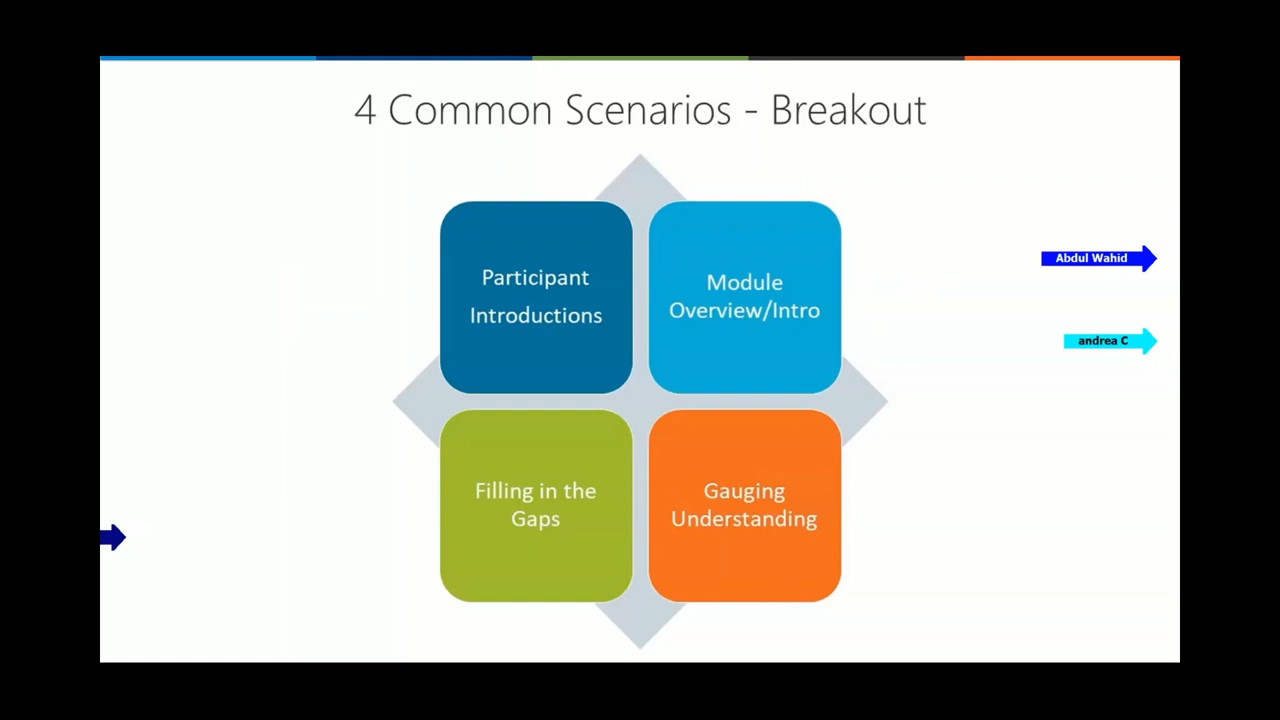 4 Common Scenarios - Breakout
Participant
Introductions
Module
Overview/Intro
Abdul Wahid
andrea C
Filling in the
Gaps
Gauging
Understanding